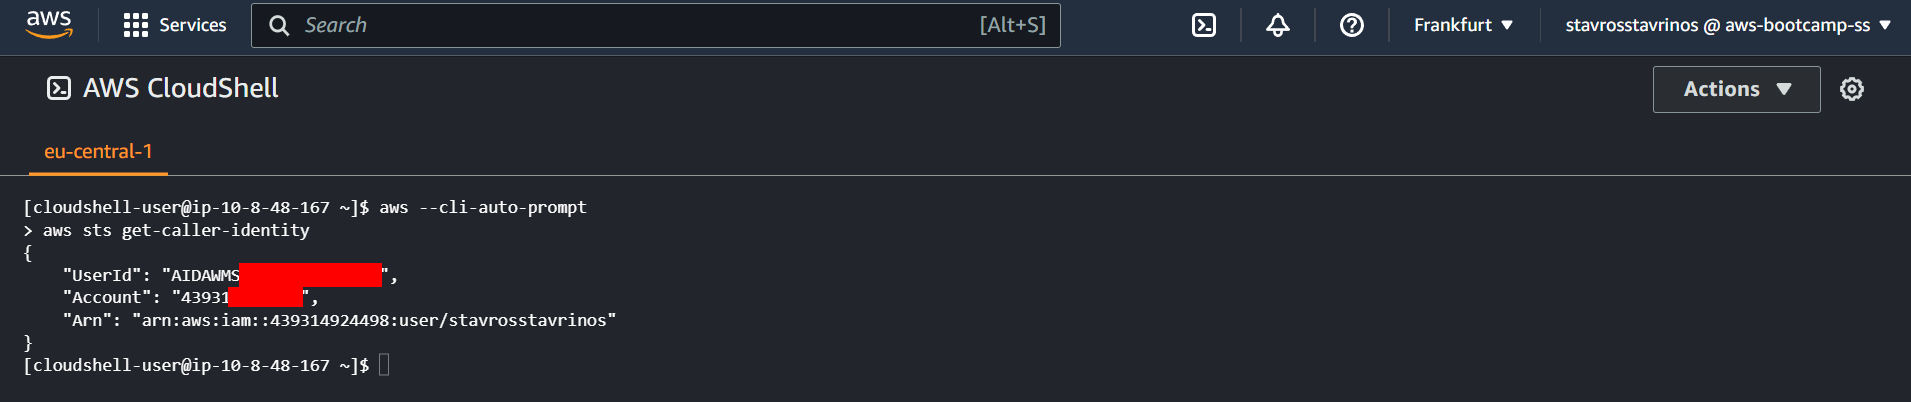 aws Services Search [Alt+S] Frankfurt ▼ stavrosstavrinos @ aws-bootcamp-ss ▼
AWS CloudShell Actions ▼
eu-central-1
[cloudshell-user@ip-10-8-48-167 ~]$ aws --cli-auto-prompt
> aws sts get-caller-identity
{
    "UserId": "AIDAWMS",
    "Account": "43931",
    "Arn": "arn:aws:iam::439314924498:user/stavrosstavrinos"
}
[cloudshell-user@ip-10-8-48-167 ~]$